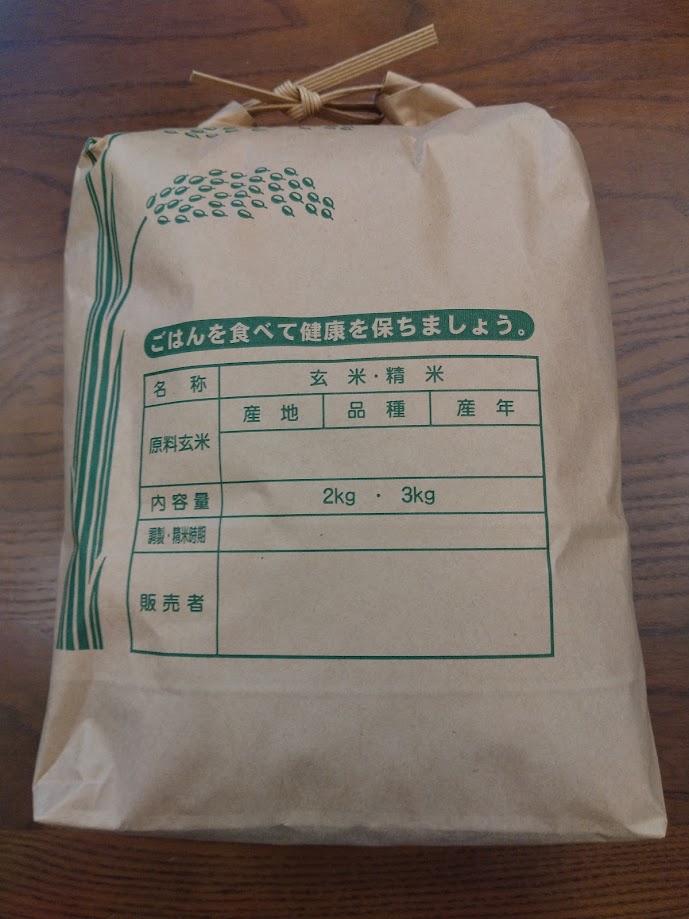 ごはんを食べて健康を保ちましょう。
名称 玄米・精米
原料玄米 産地 品種 産年
内容量 2kg ・ 3kg
調製・精米時期
販売者